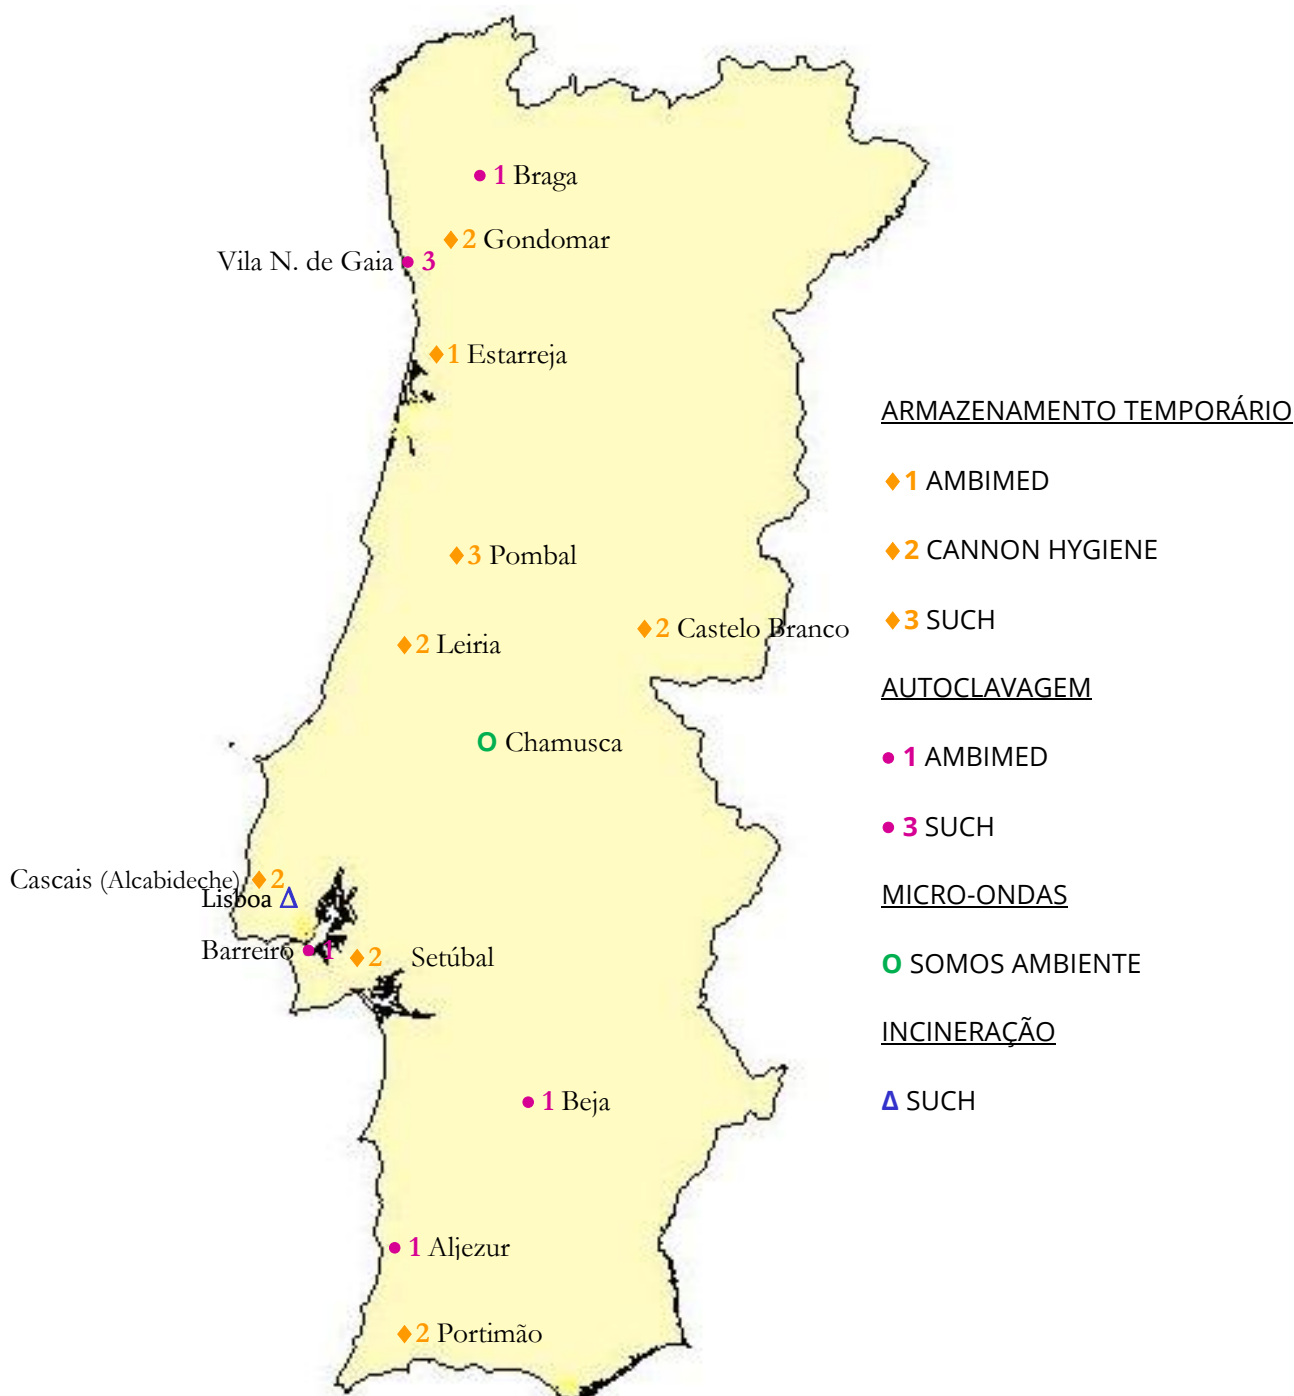 ● 1 Braga
♦2 Gondomar
Vila N. de Gaia ● 3
♦1 Estarreja
ARMAZENAMENTO TEMPORÁRIO
♦1 AMBIMED
♦2 CANNON HYGIENE
♦3 Pombal
♦3 SUCH
♦2 Castelo Branco
♦2 Leiria
AUTOCLAVAGEM
O Chamusca
● 1 AMBIMED
● 3 SUCH
Cascais (Alcabideche) ♦2
MICRO-ONDAS
Lisboa Δ
Barreiro ● 1
♦2 Setúbal
O SOMOS AMBIENTE
INCINERAÇÃO
● 1 Beja
Δ SUCH
● 1 Aljezur
♦2 Portimão